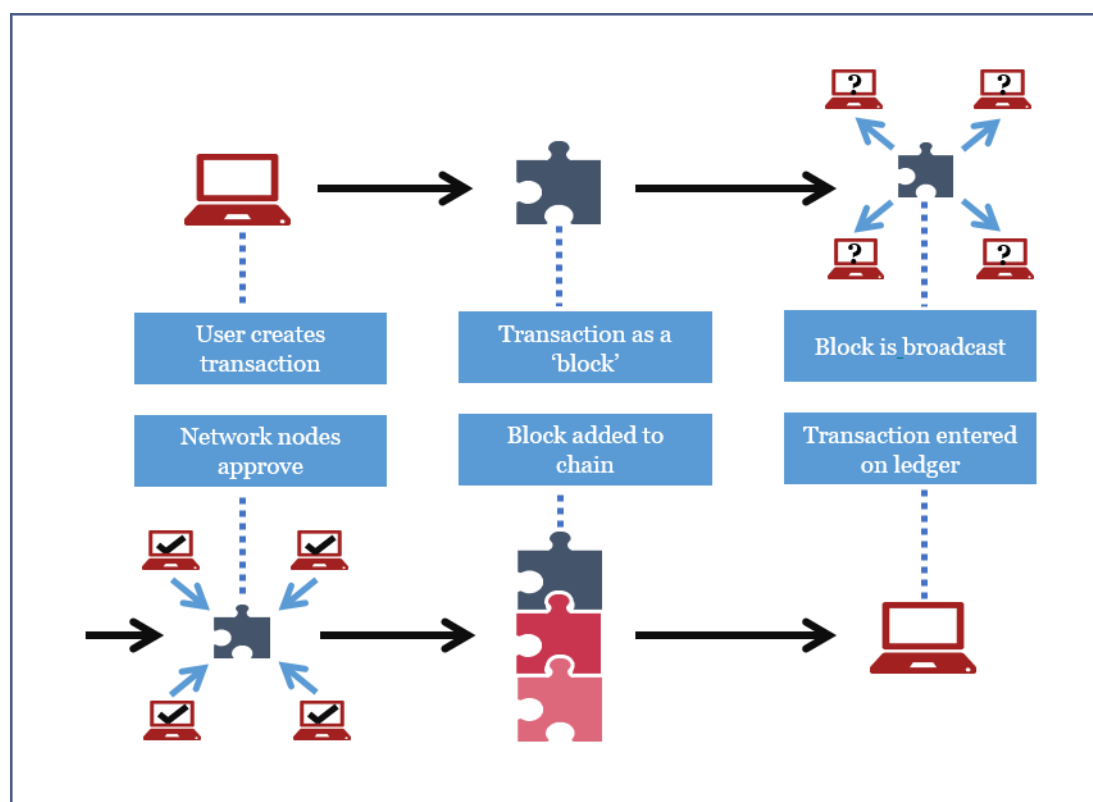 ?
?
?
?
User creates
transaction
Transaction as a
‘block’
Block is broadcast
Network nodes
approve
Block added to
chain
Transaction entered
on ledger